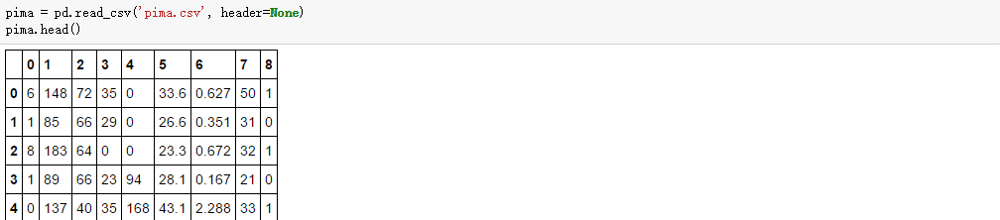 pima = pd.read_csv('pima.csv', header=None)
pima.head()
0 1 2 3 4 5 6 7 8
0 6 148 72 35 0 33.6 0.627 50 1
1 1 85 66 29 0 26.6 0.351 31 0
2 8 183 64 0 0 23.3 0.672 32 1
3 1 89 66 23 94 28.1 0.167 21 0
4 0 137 40 35 168 43.1 2.288 33 1